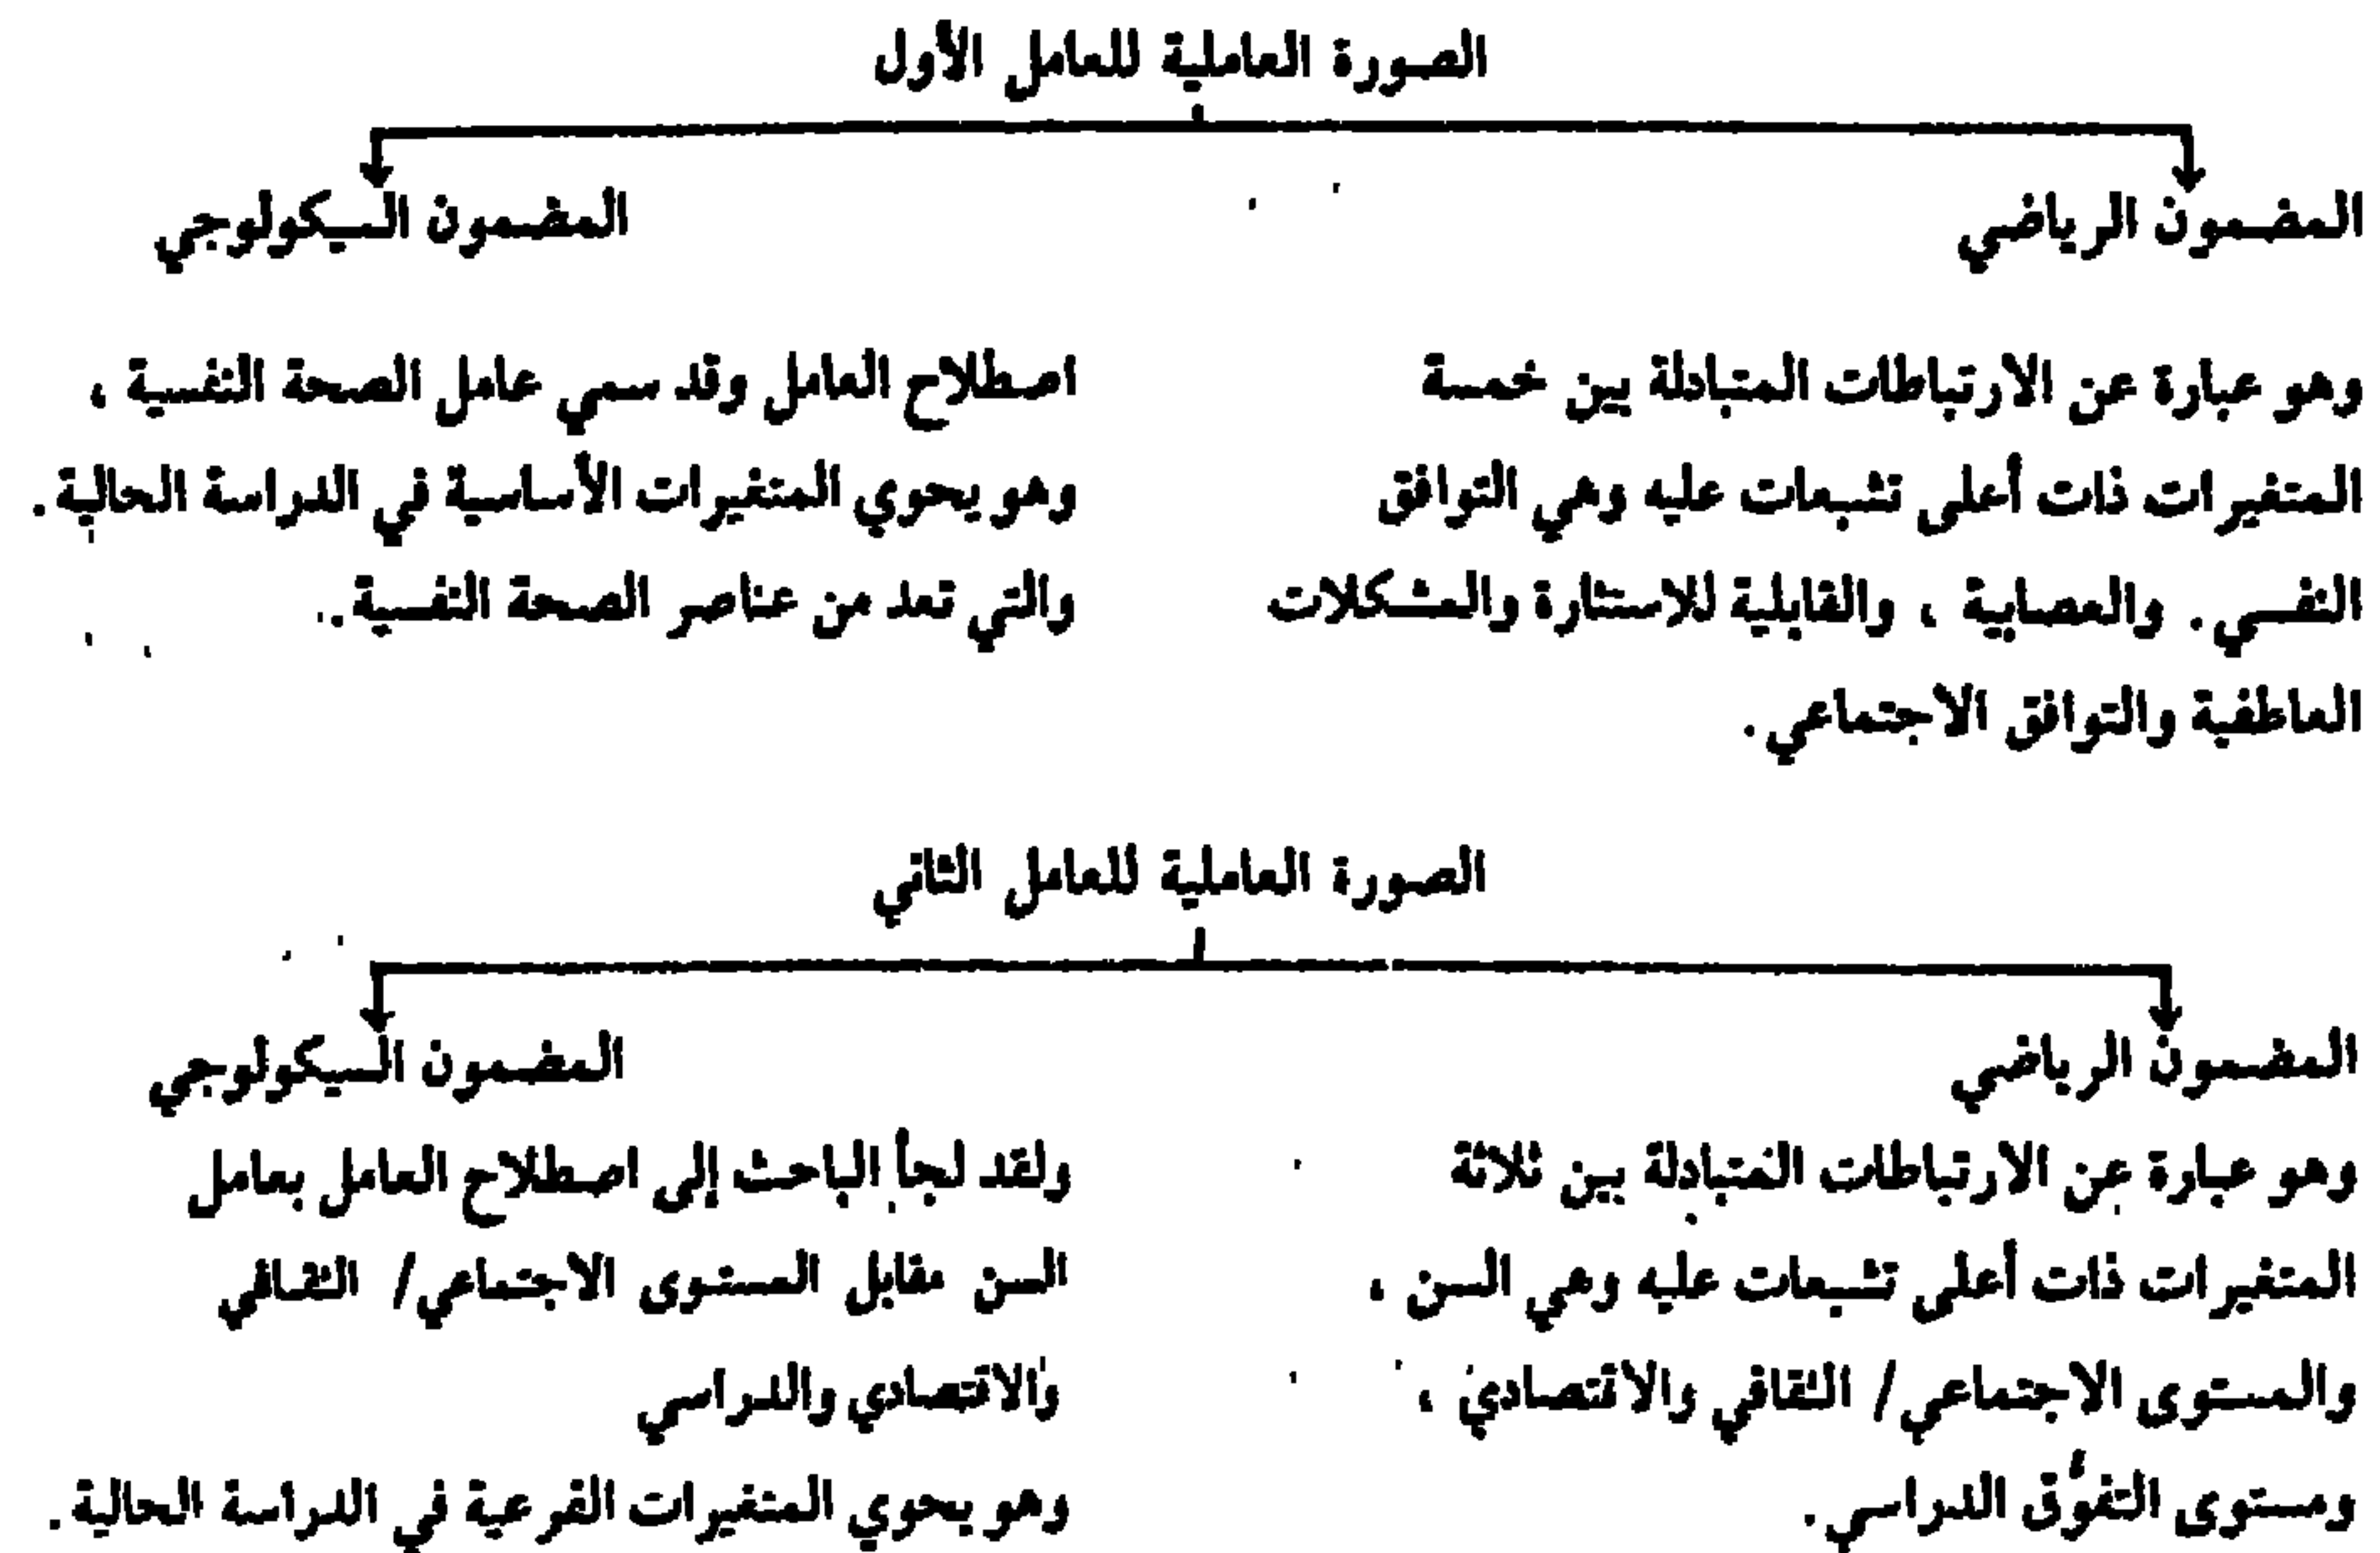 الصورة العاملية للعامل الأول
المضمون الرياضي
وهو عبارة عن الارتباطات المتبادلة بين خمسة
المتغيرات ذات أعلى تشبعات عليه وهي التوافق
النفسي. والعصابية ، والقابلية للاستثارة والمشكلات
العاطفية والتوافق الاجتماعي.
المضمون السيكولوجي
اصطلاح العامل وقد سمي عامل الصحة النفسية ،
وهو يحوي المتغيرات الأساسية في الدراسة الحالية.
والتي تعد من عناصر الصحة النفسية.
الصورة العاملية للعامل الثاني
المضمون الرياضي
وهو عبارة عن الارتباطات المتبادلة بين ثلاثة
المتغيرات ذات أعلى تشبعات عليه وهي السن ،
والمستوى الاجتماعي/ الثقافي والاقتصادي ،
ومستوى التفوُّق الدراسي.
المضمون السيكولوجي
ولقد لجأ الباحث إلى اصطلاح العامل بعامل
السن مقابل المستوى الاجتماعي/ الثقافي
والاقتصادي والدراسي
وهو يحوي المتغيرات الفرعية في الدراسة الحالية.